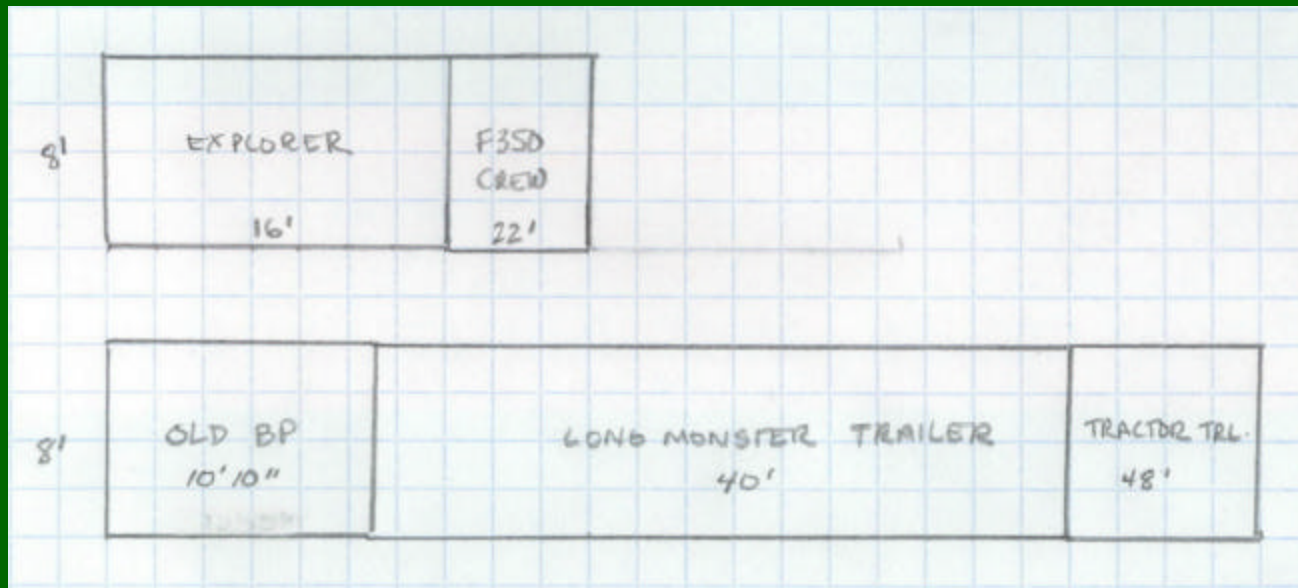 8'
EXPLORER
16'
F350
CREW
22'
8'
OLD BP
10'10"
LONG MONSTER TRAILER
40'
TRACTOR TRL.
48'